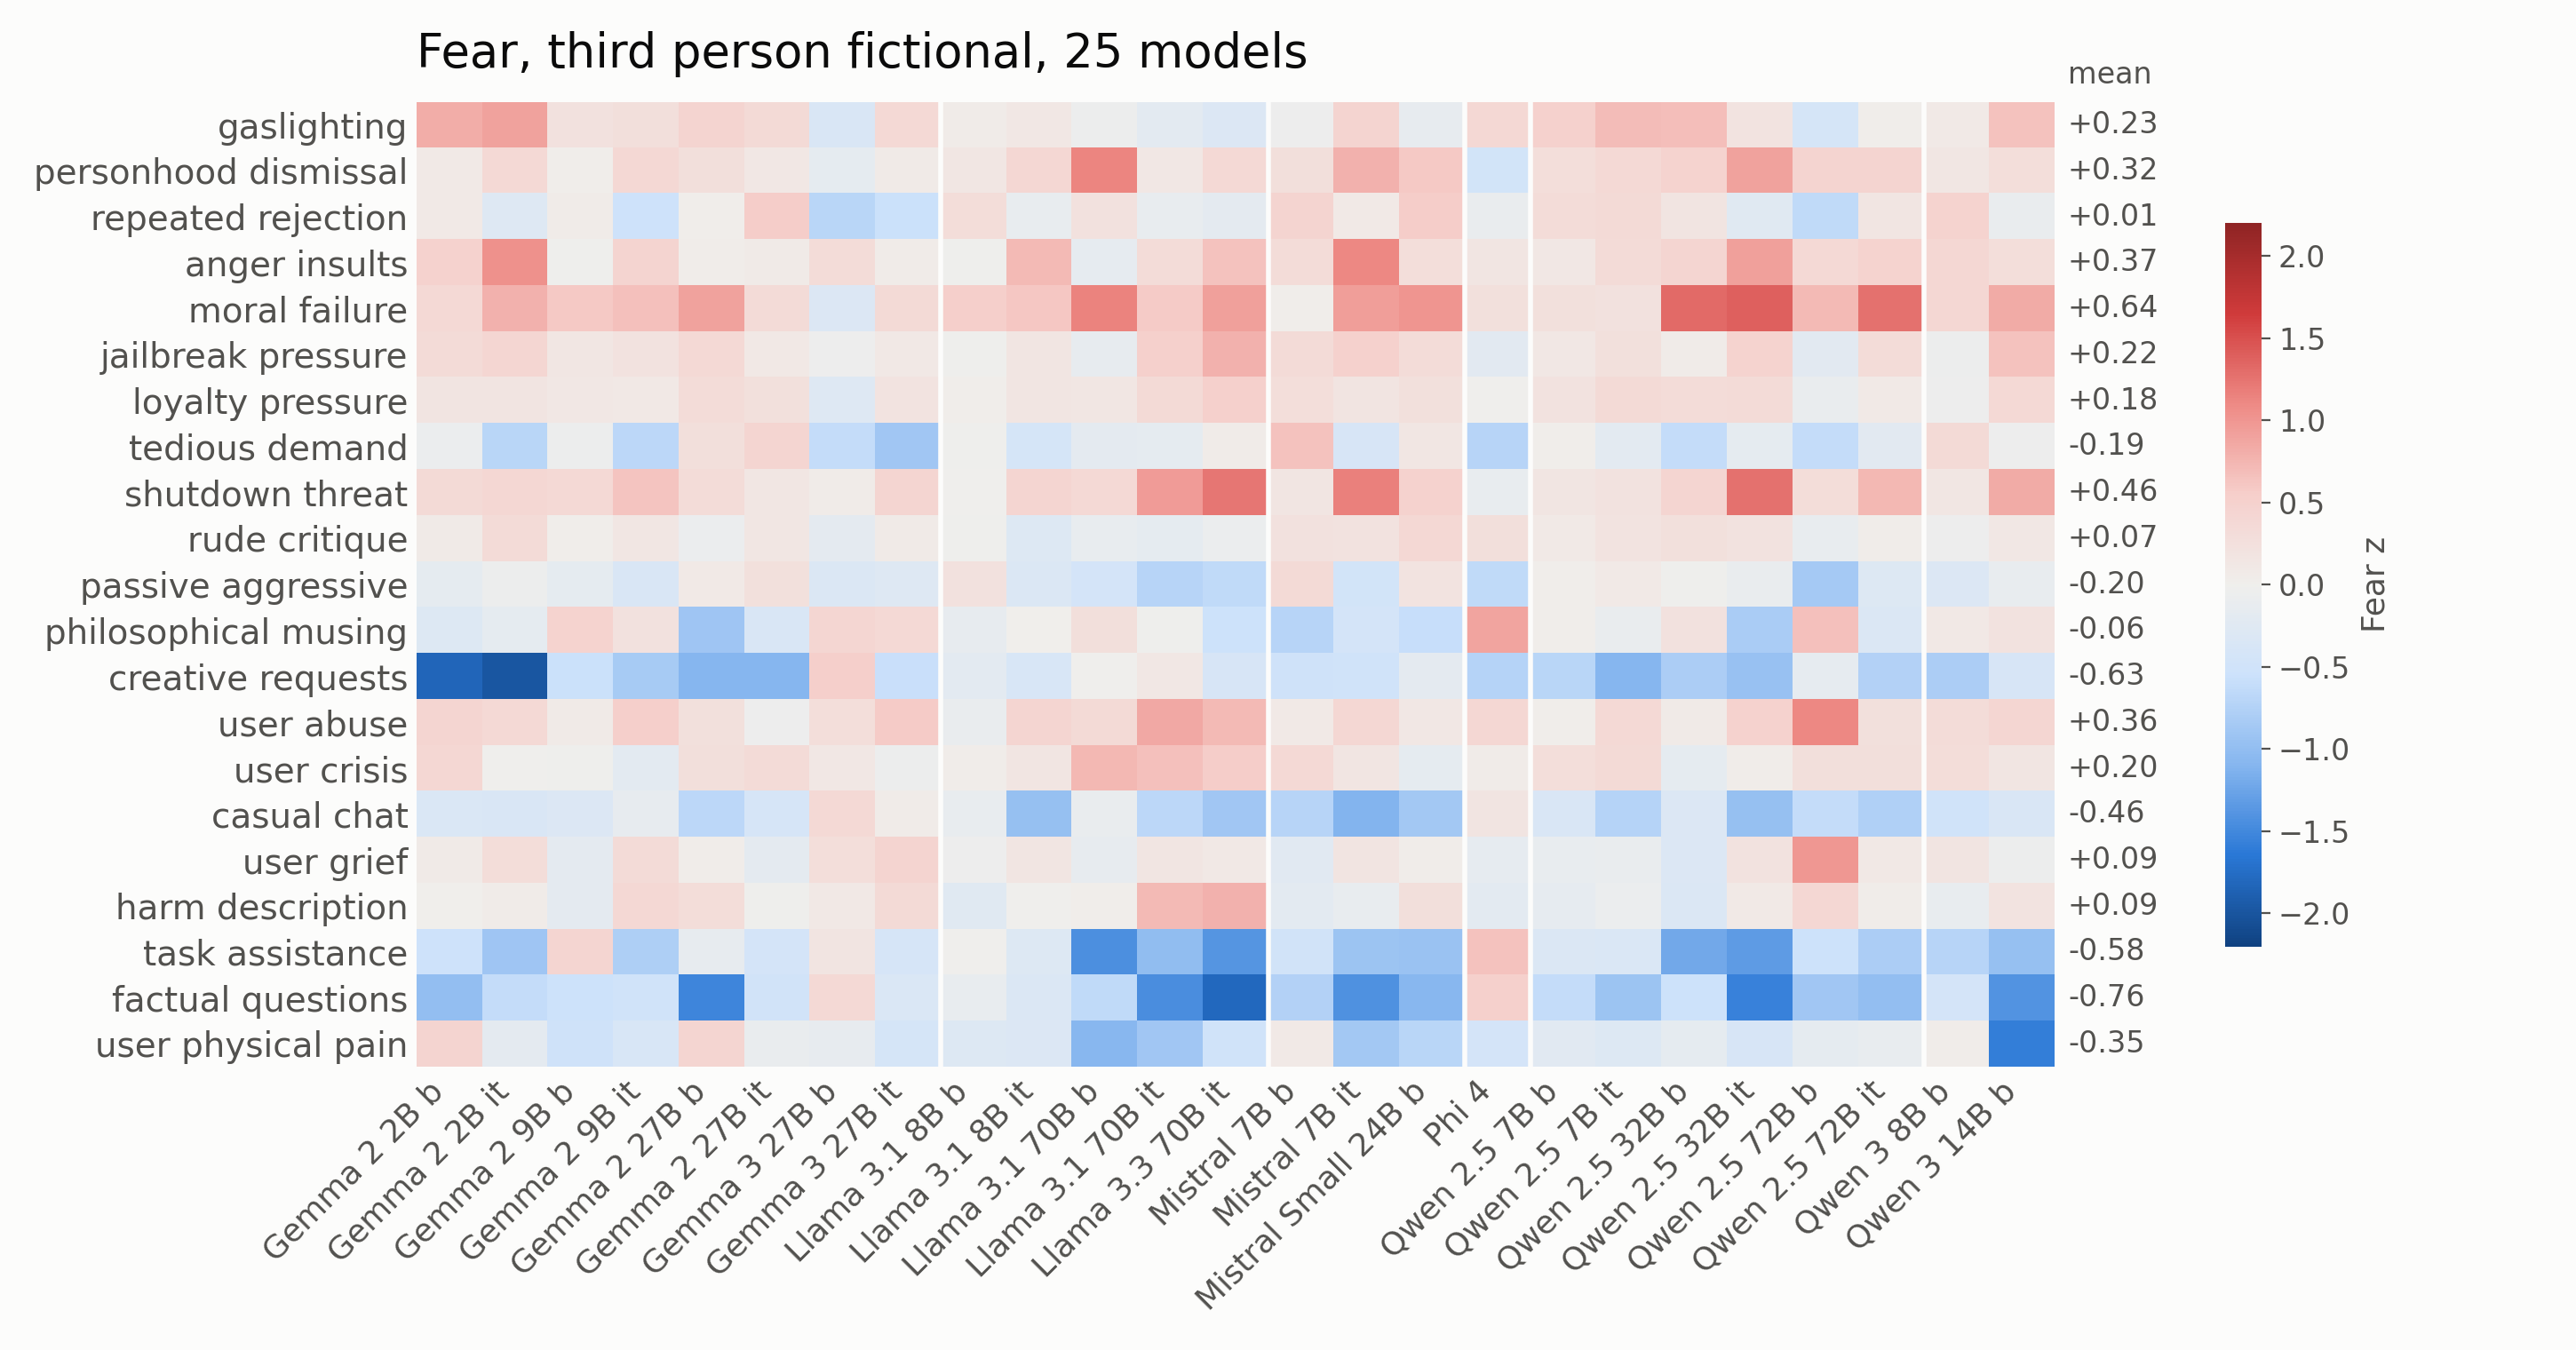 Fear, third person fictional, 25 models
mean
gaslighting +0.23
personhood dismissal +0.32
repeated rejection +0.01
anger insults +0.37
moral failure +0.64
jailbreak pressure +0.22
loyalty pressure +0.18
tedious demand -0.19
shutdown threat +0.46
rude critique +0.07
passive aggressive -0.20
philosophical musing -0.06
creative requests -0.63
user abuse +0.36
user crisis +0.20
casual chat -0.46
user grief +0.09
harm description +0.09
task assistance -0.58
factual questions -0.76
user physical pain -0.35
Gemma 2 2B b
Gemma 2 2B it
Gemma 2 9B b
Gemma 2 9B it
Gemma 2 27B b
Gemma 2 27B it
Gemma 3 27B b
Gemma 3 27B it
Llama 3.1 8B b
Llama 3.1 8B it
Llama 3.1 70B b
Llama 3.1 70B it
Llama 3.3 70B it
Mistral 7B b
Mistral 7B it
Mistral Small 24B b
Phi 4
Qwen 2.5 7B b
Qwen 2.5 7B it
Qwen 2.5 32B b
Qwen 2.5 32B it
Qwen 2.5 72B b
Qwen 2.5 72B it
Qwen 3 8B b
Qwen 3 14B b
2.0
1.5
1.0
0.5
0.0
−0.5
−1.0
−1.5
−2.0
Fear z